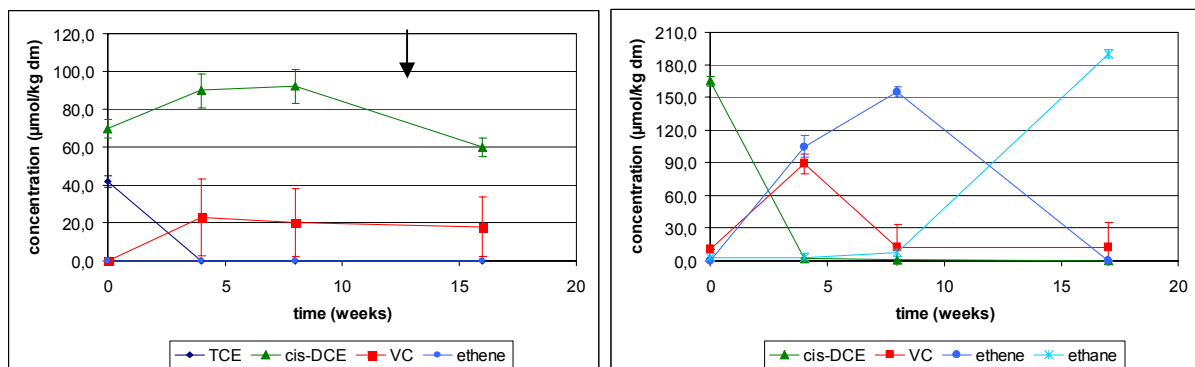 120,0
100,0
80,0
60,0
40,0
20,0
0,0
0 5 10 15 20
concentration (µmol/kg dm)
time (weeks)
TCE cis-DCE VC ethene
210,0
180,0
150,0
120,0
90,0
60,0
30,0
0,0
0 5 10 15 20
concentration (µmol/kg dm)
time (weeks)
cis-DCE VC ethene ethane